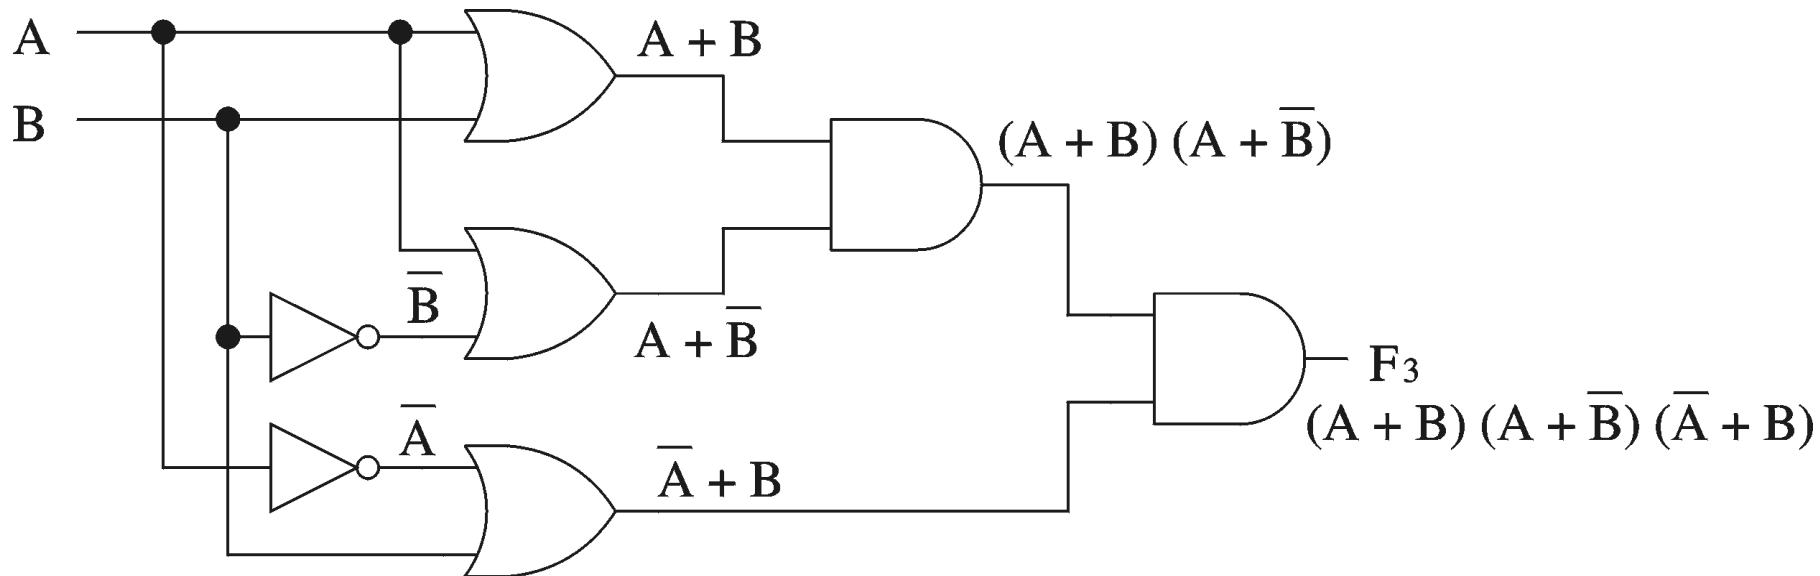 A
B
A + B
(A + B) (A + B̅)
B̅
A + B̅
A̅
A̅ + B
F₃
(A + B) (A + B̅) (A̅ + B)